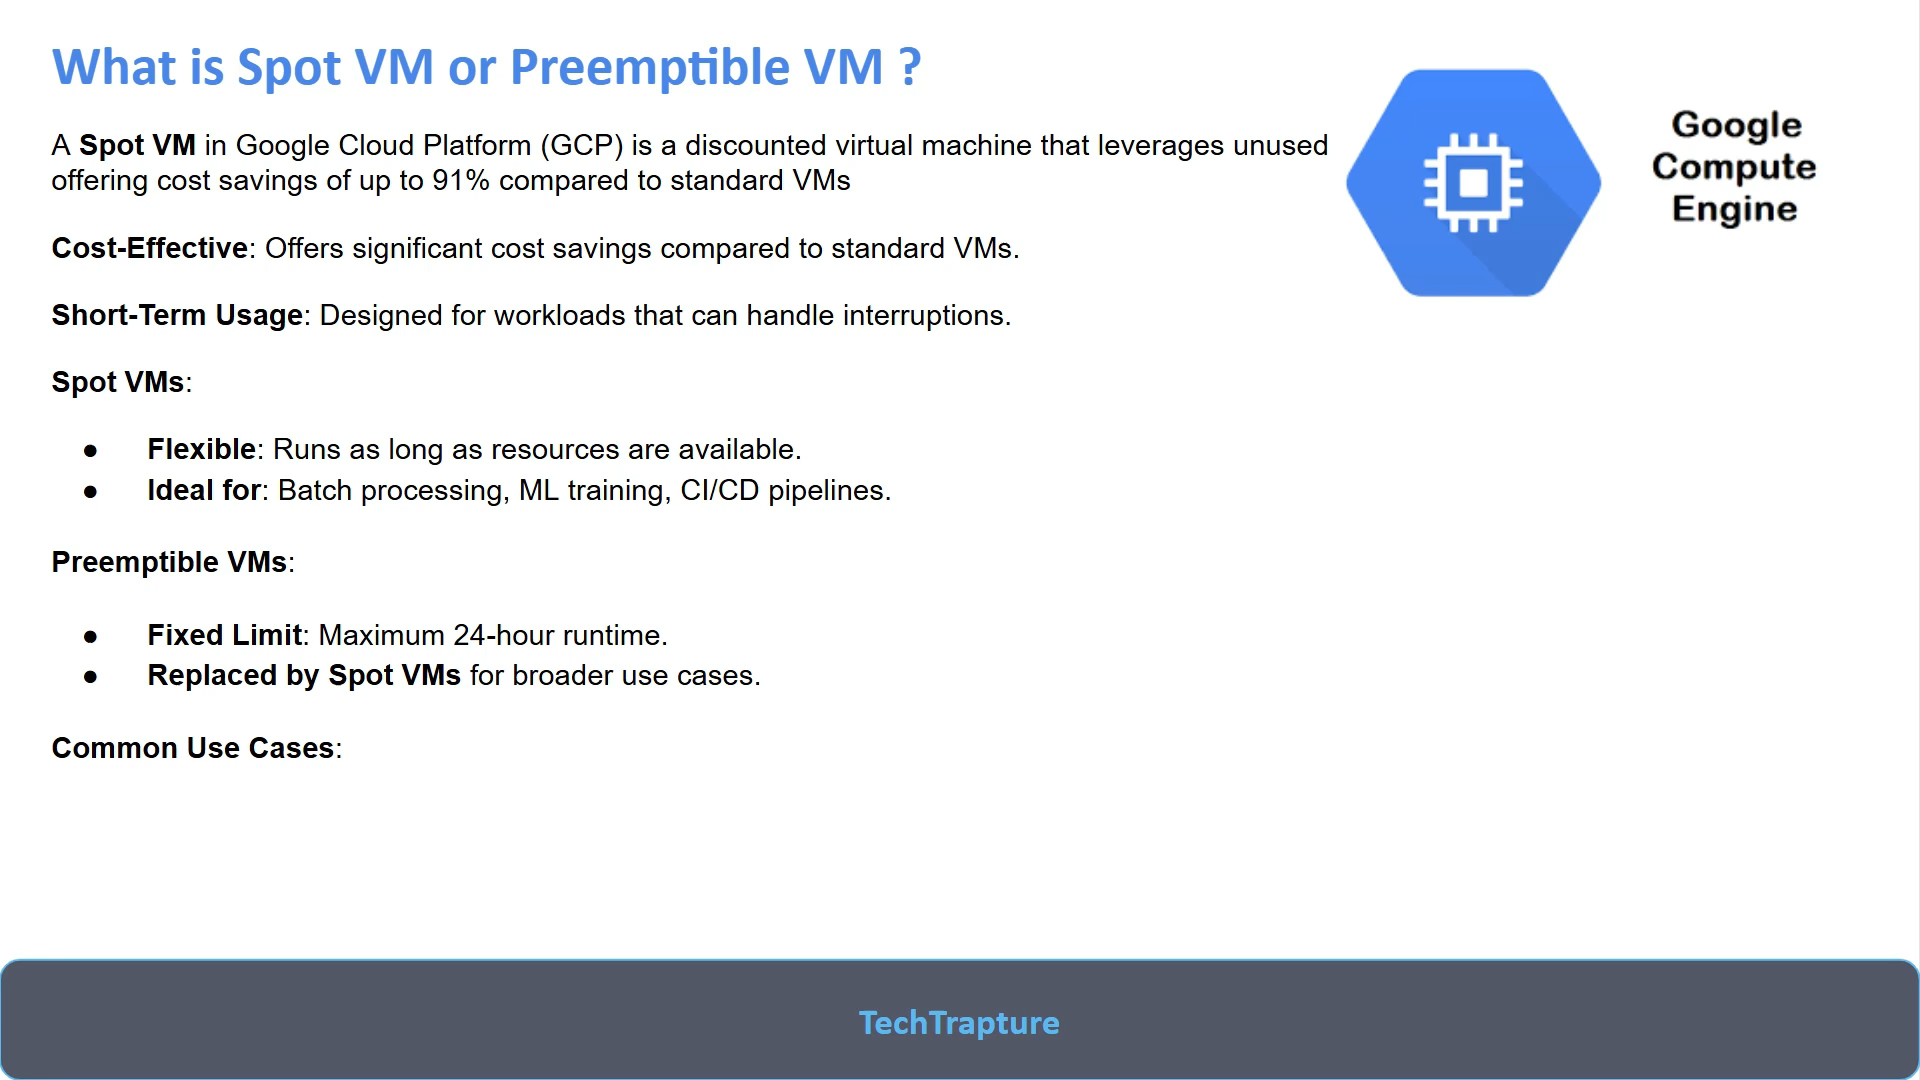 What is Spot VM or Preemptible VM ?
A Spot VM in Google Cloud Platform (GCP) is a discounted virtual machine that leverages unused
offering cost savings of up to 91% compared to standard VMs
Cost-Effective: Offers significant cost savings compared to standard VMs.
Short-Term Usage: Designed for workloads that can handle interruptions.
Spot VMs:
● Flexible: Runs as long as resources are available.
● Ideal for: Batch processing, ML training, CI/CD pipelines.
Preemptible VMs:
● Fixed Limit: Maximum 24-hour runtime.
● Replaced by Spot VMs for broader use cases.
Common Use Cases:
Google
Compute
Engine
TechTrapture